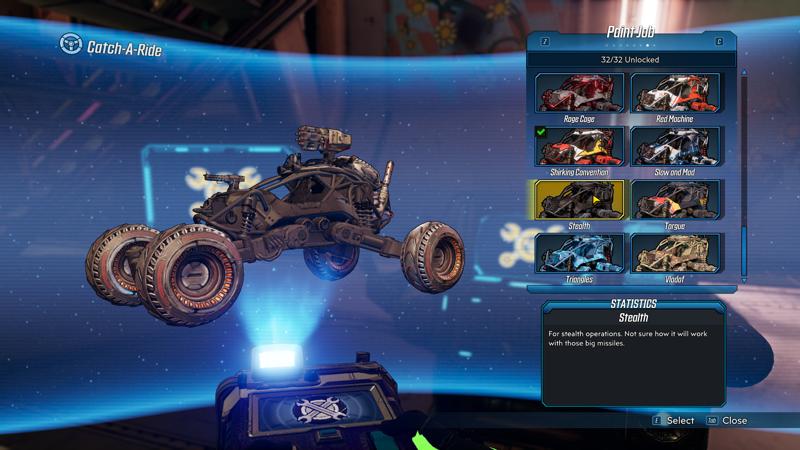 Catch-A-Ride
Paint Job
32/32 Unlocked
Rage Cage
Red Machine
Shirking Convention
Slow and Mad
Stealth
Torgue
Triangles
Vladof
STATISTICS
Stealth
For stealth operations. Not sure how it will work
with those big missiles.
E Select
Tab Close